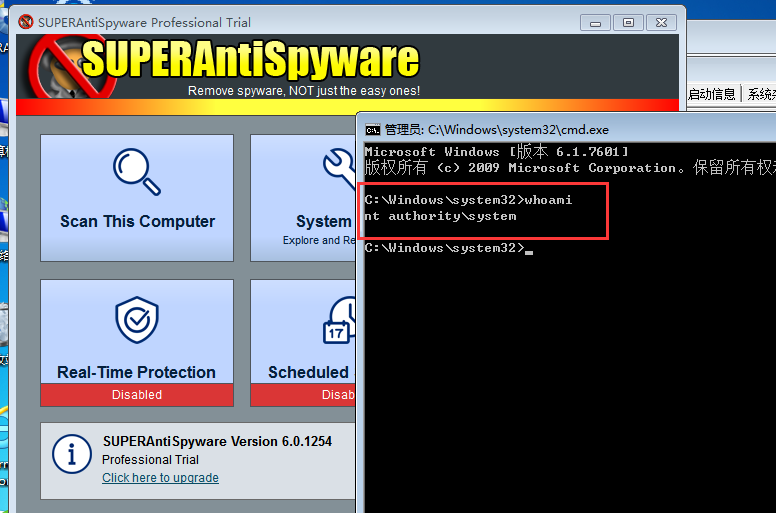 SUPERAntiSpyware Professional Trial
SUPERAntiSpyware
Remove spyware, NOT just the easy ones!
Scan This Computer
System
Explore and Re
Real-Time Protection
Disabled
Scheduled
17
Disab
SUPERAntiSpyware Version 6.0.1254
Professional Trial
Click here to upgrade
启动信息
系统
管理员: C:\Windows\system32\cmd.exe
Microsoft Windows [版本 6.1.7601]
版权所有 (c) 2009 Microsoft Corporation。保留所有权
C:\Windows\system32>whoami
nt authority\system
C:\Windows\system32>